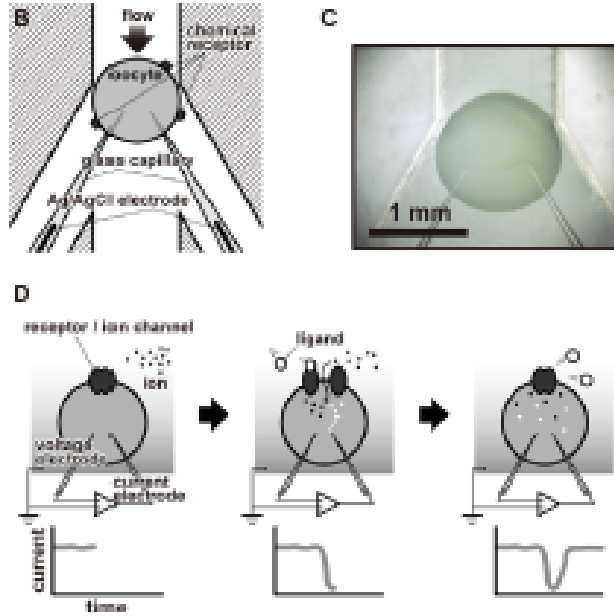 B
flow
chemical
receptor
oocyte
glass capillary
Ag/AgCl electrode
C
1 mm
D
receptor / ion channel
ion
voltage
electrode
current
electrode
ligand
current
time